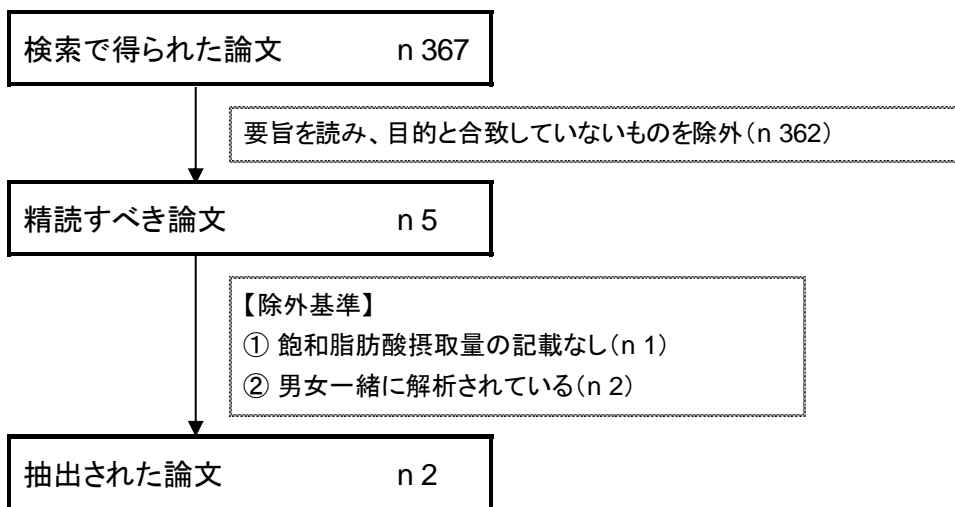 検索で得られた論文 n 367
要旨を読み、目的と合致していないものを除外(n 362)
精読すべき論文 n 5
【除外基準】
① 飽和脂肪酸摂取量の記載なし(n 1)
② 男女一緒に解析されている(n 2)
抽出された論文 n 2